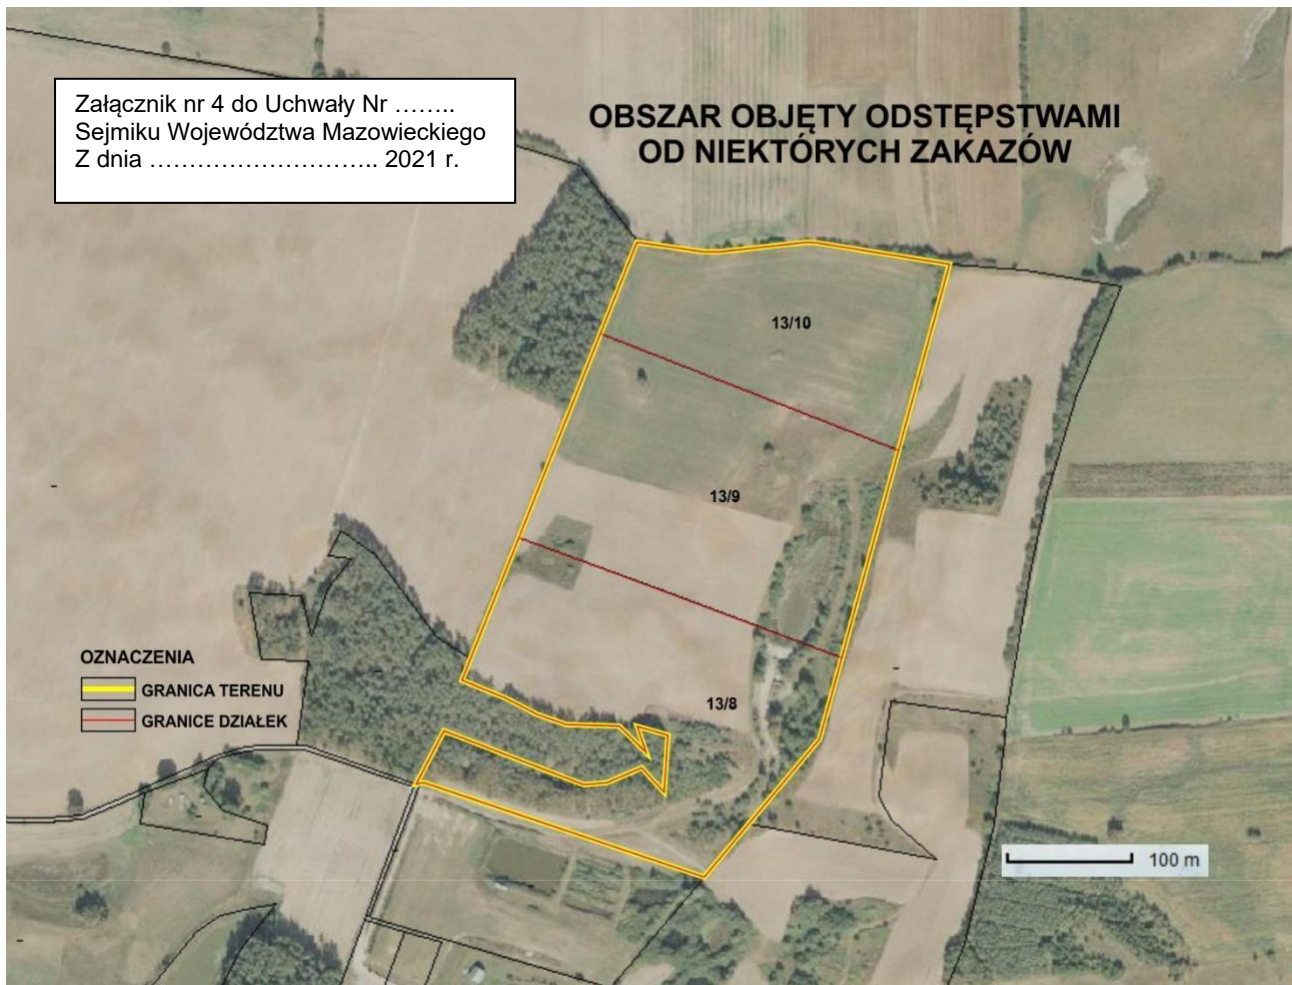 Załącznik nr 4 do Uchwały Nr ……..
Sejmiku Województwa Mazowieckiego
Z dnia ……………………….. 2021 r.
OBSZAR OBJĘTY ODSTĘPSTWAMI
OD NIEKTÓRYCH ZAKAZÓW
13/10
13/9
13/8
OZNACZENIA
GRANICA TERENU
GRANICE DZIAŁEK
100 m